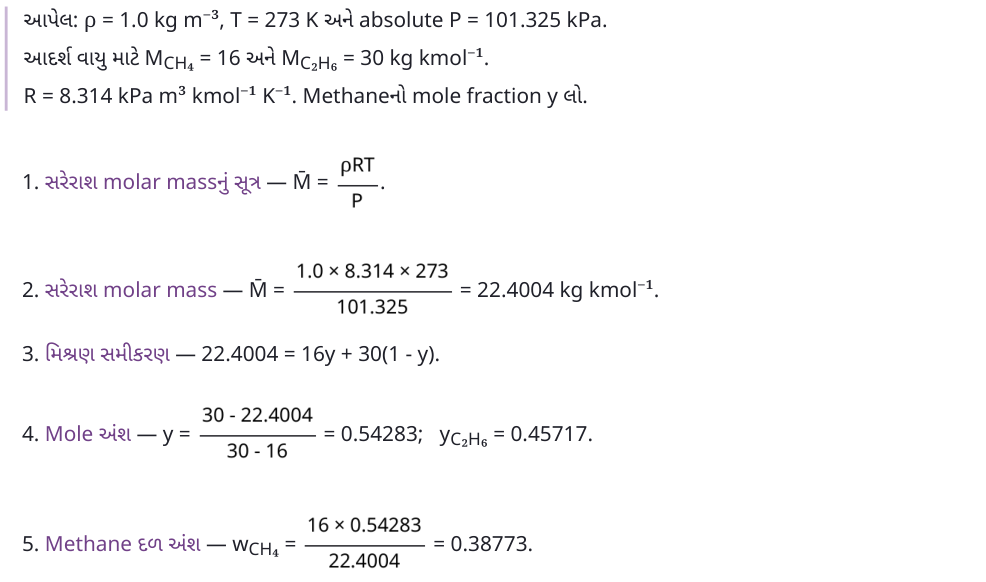 આપેલ: ρ = 1.0 kg m⁻³, T = 273 K અને absolute P = 101.325 kPa.
આદર્શ વાયુ માટે M_CH₄ = 16 અને M_C₂H₆ = 30 kg kmol⁻¹.
R = 8.314 kPa m³ kmol⁻¹ K⁻¹. Methaneનો mole fraction y લો.
1. સરેરાશ molar massનું સૂત્ર — M̄ = ρRT / P.
2. સરેરાશ molar mass — M̄ = 1.0 × 8.314 × 273 / 101.325 = 22.4004 kg kmol⁻¹.
3. મિશ્રણ સમીકરણ — 22.4004 = 16y + 30(1 - y).
4. Mole અંશ — y = 30 - 22.4004 / 30 - 16 = 0.54283; y_C₂H₆ = 0.45717.
5. Methane દળ અંશ — w_CH₄ = 16 × 0.54283 / 22.4004 = 0.38773.